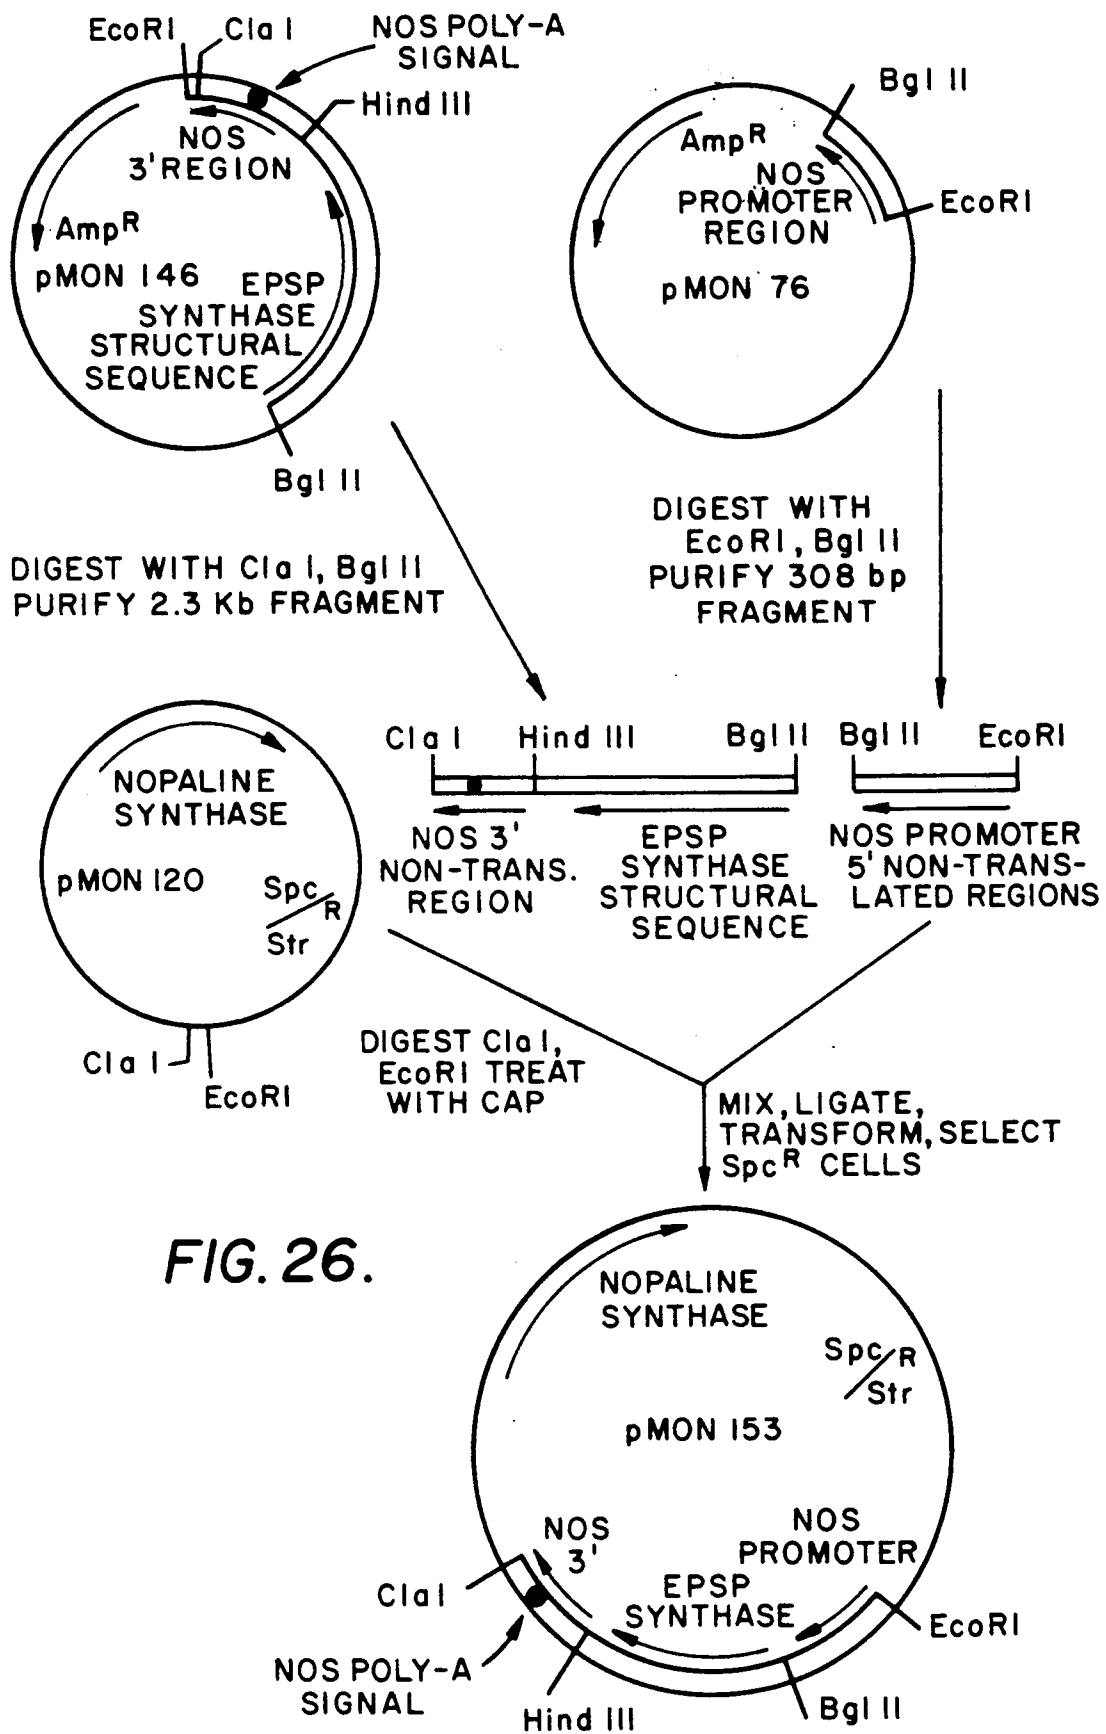 EcoRI
Cla I
NOS POLY-A
SIGNAL
Hind III
NOS
3' REGION
AmpR
pMON 146
EPSP
SYNTHASE
STRUCTURAL
SEQUENCE
Bgl II
Bgl II
AmpR
NOS
PROMOTER
REGION
EcoRI
pMON 76
DIGEST WITH Cla I, Bgl II
PURIFY 2.3 Kb FRAGMENT
DIGEST WITH
EcoRI, Bgl II
PURIFY 308 bp
FRAGMENT
NOPALINE
SYNTHASE
pMON 120
Spc/R
Str
Cla I
EcoRI
Cla I Hind III Bgl II Bgl II EcoRI
NOS 3'
NON-TRANS.
REGION
EPSP
SYNTHASE
STRUCTURAL
SEQUENCE
NOS PROMOTER
5' NON-TRANS-
LATED REGIONS
DIGEST Cla I,
EcoRI TREAT
WITH CAP
MIX, LIGATE,
TRANSFORM, SELECT
SpcR CELLS
FIG. 26.
NOPALINE
SYNTHASE
Spc/R
Str
pMON 153
NOS
3'
NOS
PROMOTER
EPSP
SYNTHASE
Cla I
EcoRI
NOS POLY-A
SIGNAL
Hind III
Bgl II